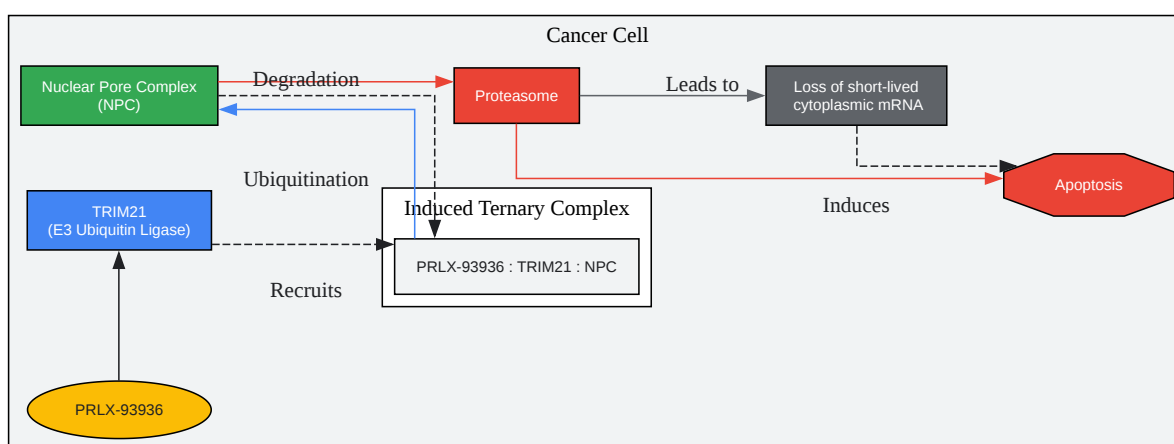 Cancer Cell
Nuclear Pore Complex
(NPC)
Degradation
Proteasome
Leads to
Loss of short-lived
cytoplasmic mRNA
Ubiquitination
Apoptosis
Induces
TRIM21
(E3 Ubiquitin Ligase)
Induced Ternary Complex
PRLX-93936 : TRIM21 : NPC
Recruits
PRLX-93936